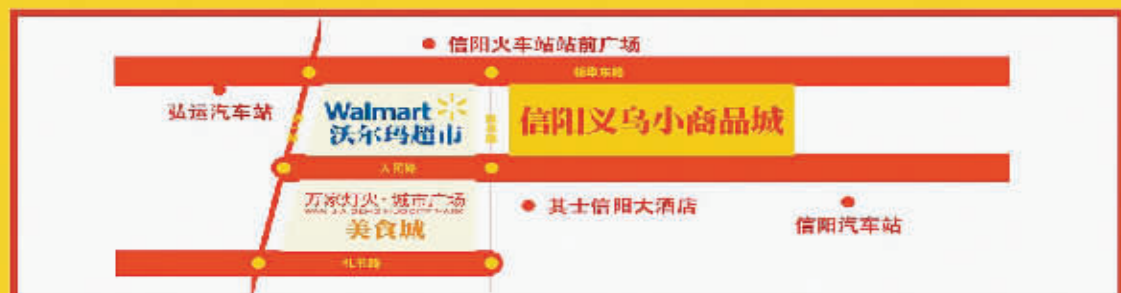 信阳火车站站前广场
弘运汽车站
Walmart
沃尔玛超市
信阳义乌小商品城
人民路
万家灯火·城市广场
美食城
其士信阳大酒店
信阳汽车站